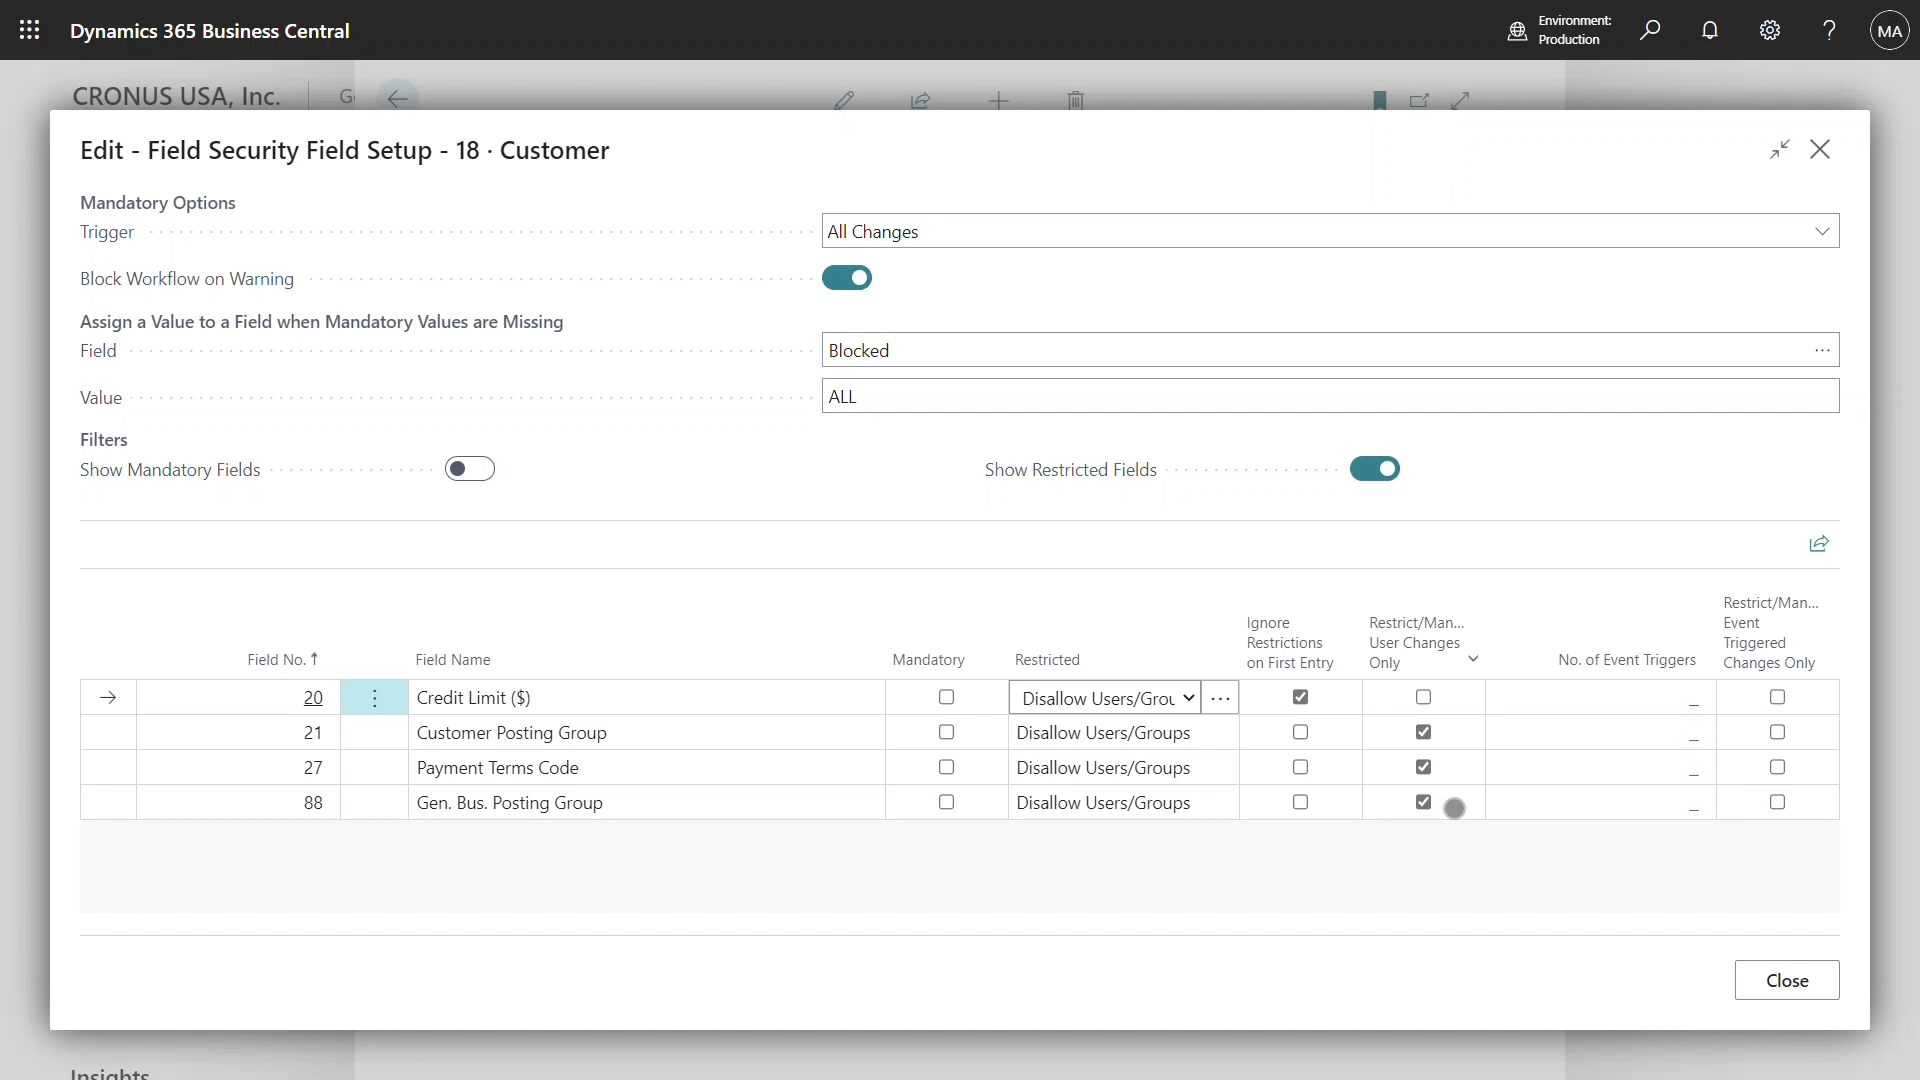 Dynamics 365 Business Central
Environment:
Production
MA
CRONUS USA, Inc.
Edit - Field Security Field Setup - 18 · Customer
Mandatory Options
Trigger
All Changes
Block Workflow on Warning
Assign a Value to a Field when Mandatory Values are Missing
Field
Blocked
Value
ALL
Filters
Show Mandatory Fields
Show Restricted Fields
Field No. ↑
Field Name
Mandatory
Restricted
Ignore
Restrictions
on First Entry
Restrict/Man...
User Changes
Only
No. of Event Triggers
Restrict/Man...
Event
Triggered
Changes Only
20 Credit Limit ($) Disallow Users/Grou ... _
21 Customer Posting Group Disallow Users/Groups _
27 Payment Terms Code Disallow Users/Groups _
88 Gen. Bus. Posting Group Disallow Users/Groups _
Close
Insights